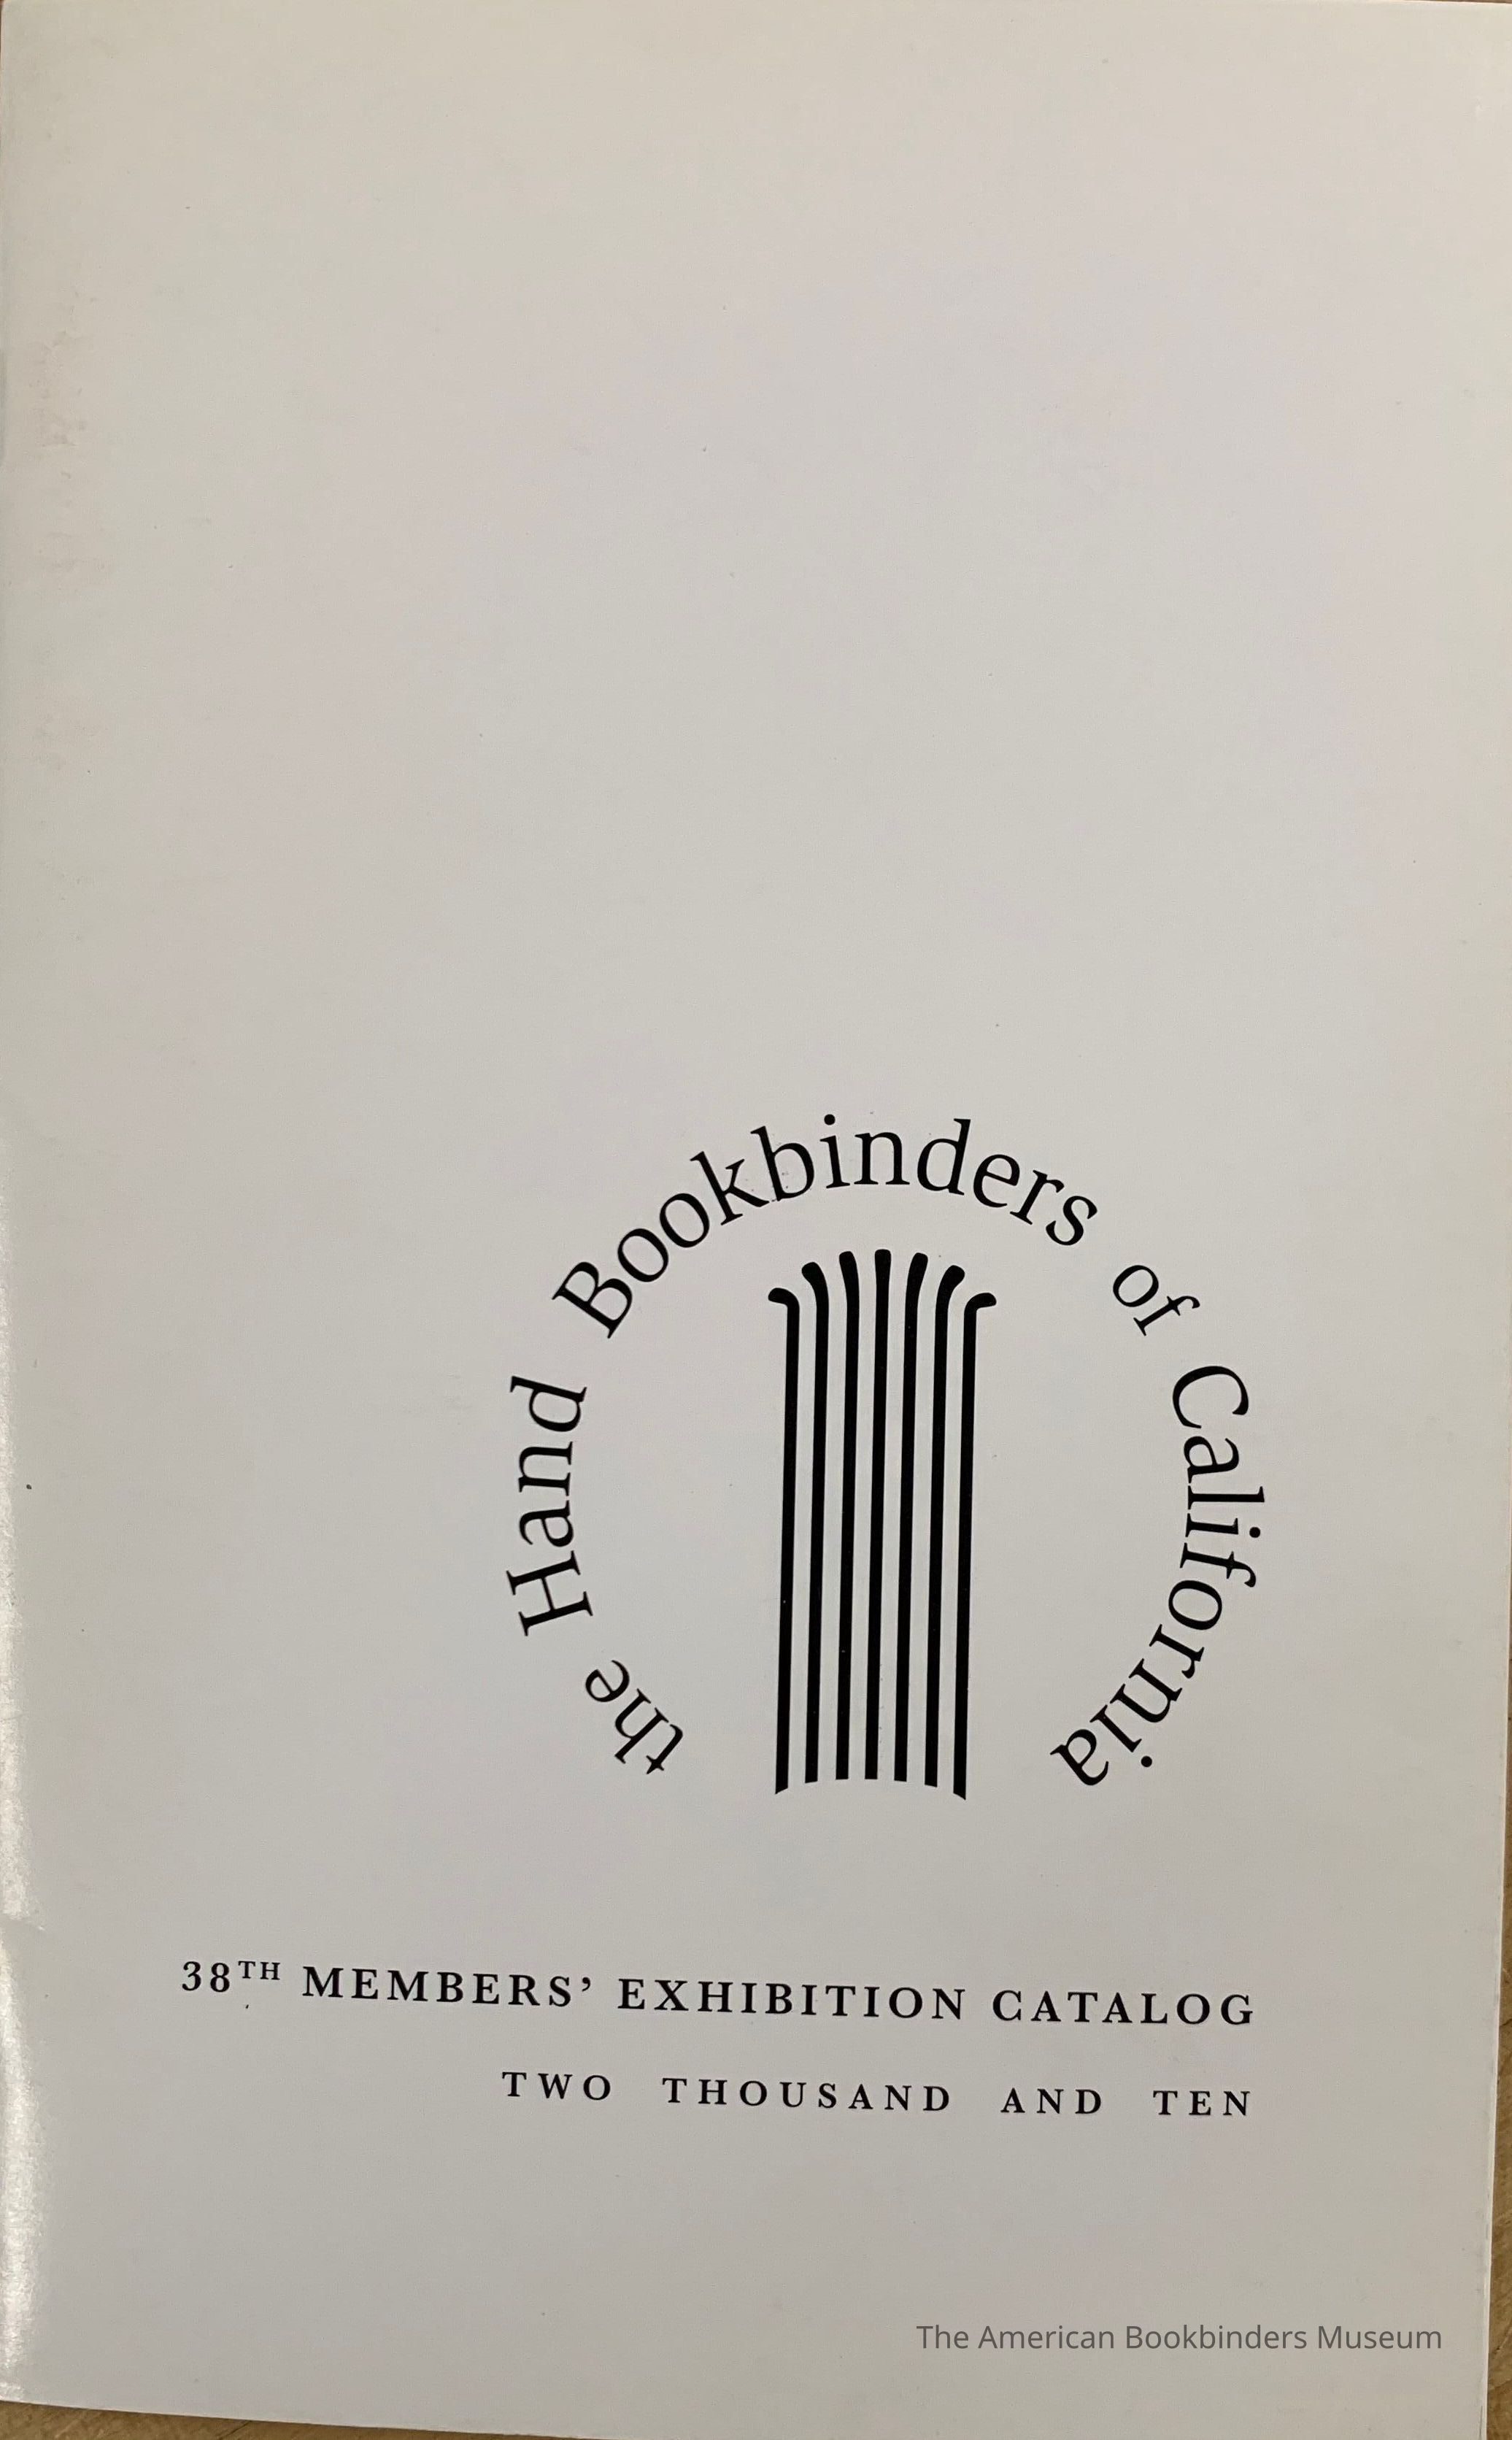 the Hand Bookbinders of California
38TH MEMBERS’ EXHIBITION CATALOG
TWO THOUSAND AND TEN
The American Bookbinders Museum